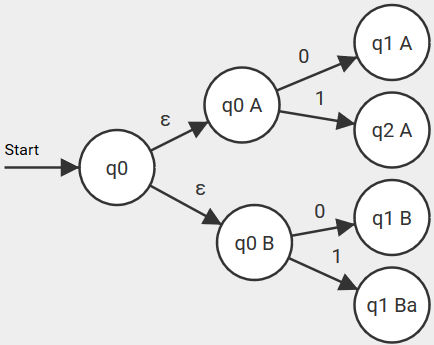 0
q1 A
ε
q0 A
1
q2 A
Start
q0
ε
0
q1 B
q0 B
1
q1 Ba